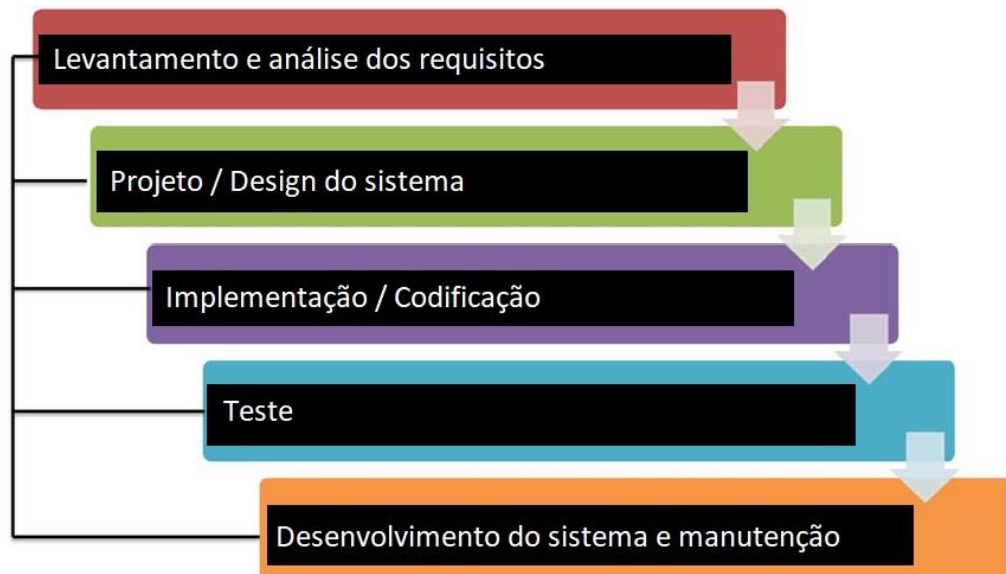 Levantamento e análise dos requisitos
Projeto / Design do sistema
Implementação / Codificação
Teste
Desenvolvimento do sistema e manutenção